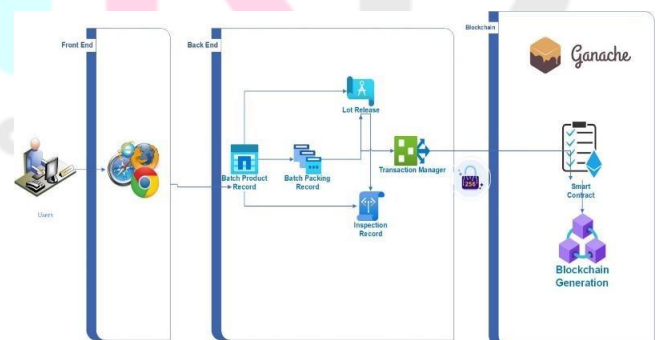 Front End
Back End
Blockchain
Ganache
Lot Release
Batch Product
Record
Batch Packing
Record
Transaction Manager
256
Smart
Contract
Users
Inspection
Record
Blockchain
Generation